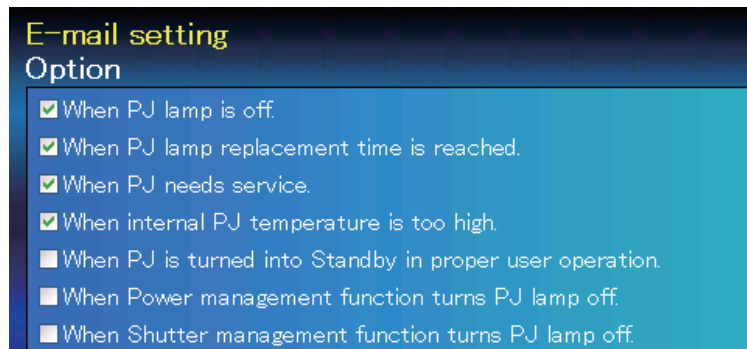 E-mail setting
Option
When PJ lamp is off.
When PJ lamp replacement time is reached.
When PJ needs service.
When internal PJ temperature is too high.
When PJ is turned into Standby in proper user operation.
When Power management function turns PJ lamp off.
When Shutter management function turns PJ lamp off.